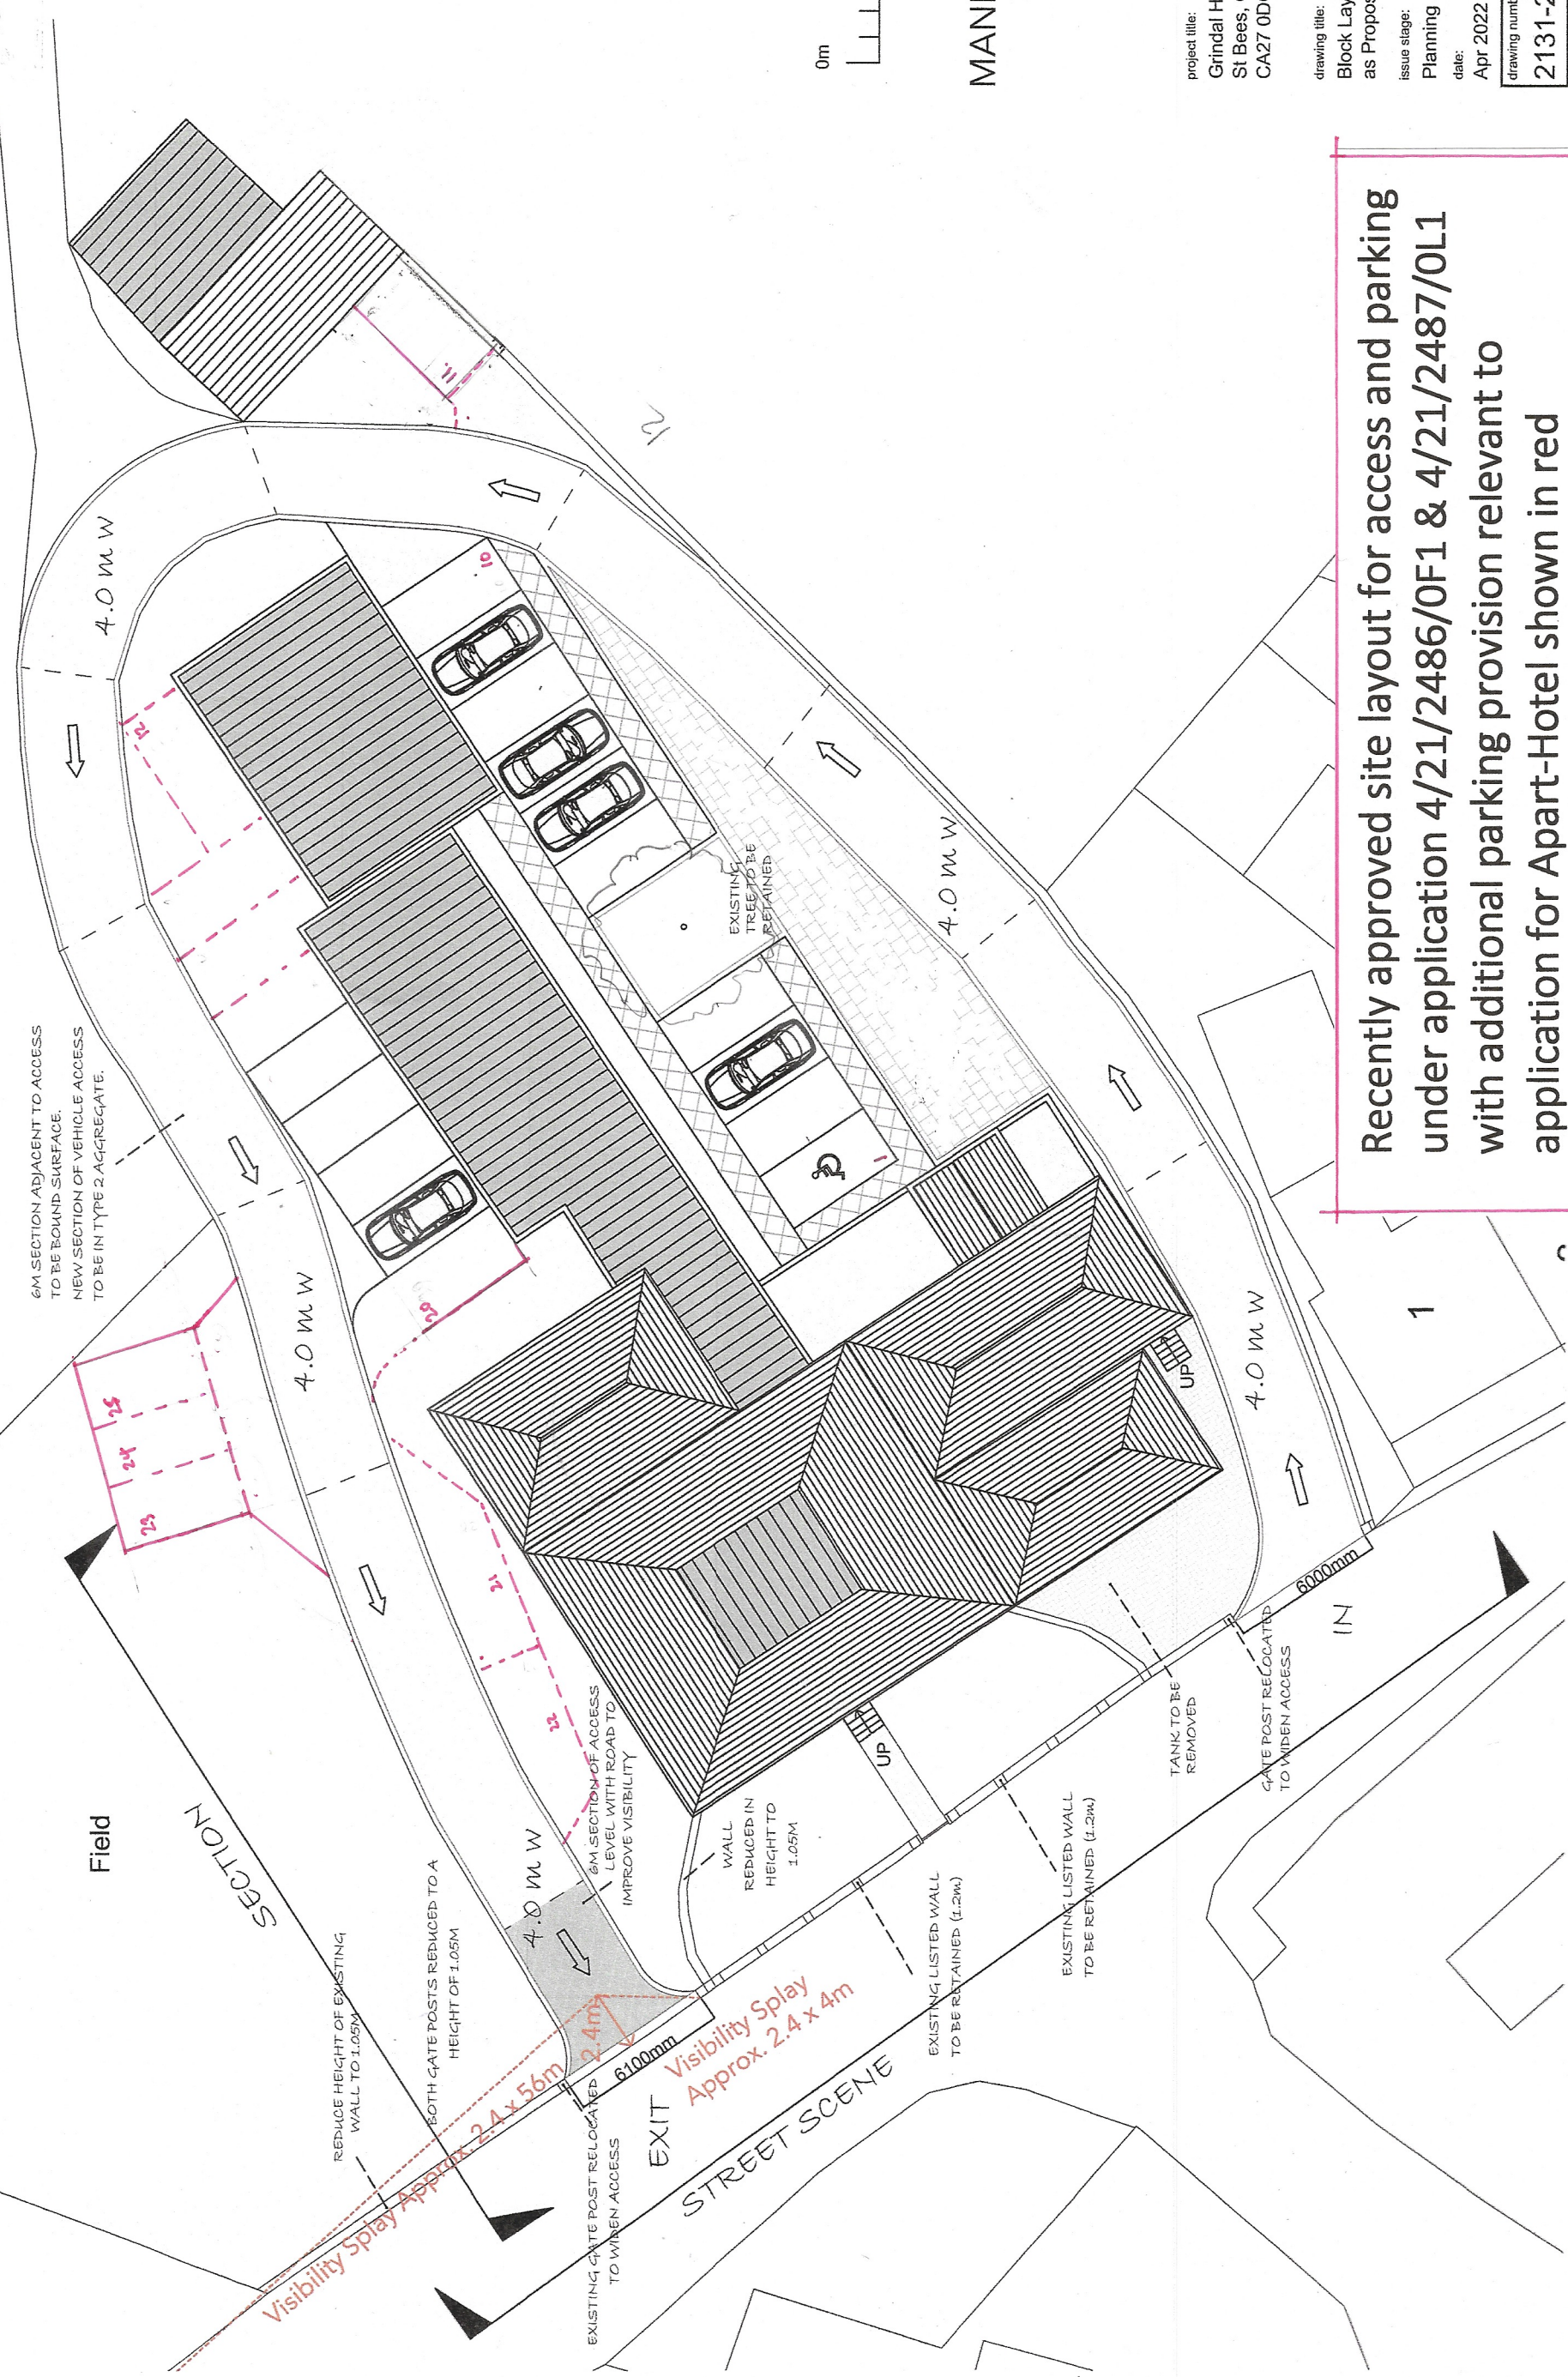 6M SECTION ADJACENT TO ACCESS
TO BE BOUND SURFACE.
NEW SECTION OF VEHICLE ACCESS
TO BE IN TYPE 2 AGGREGATE.
Field
SECTION
REDUCE HEIGHT OF EXISTING
WALL TO 1.05M
BOTH GATE POSTS REDUCED TO A
HEIGHT OF 1.05M
Visibility Splay Approx. 2.4 x 56m
2.4m
EXISTING GATE POST RELOCATED
TO WIDEN ACCESS
6100mm
EXIT
Visibility Splay
Approx. 2.4 x 4m
STREET SCENE
4.0 m W
6M SECTION OF ACCESS
LEVEL WITH ROAD TO
IMPROVE VISIBILITY
WALL
REDUCED IN
HEIGHT TO
1.05M
23
24
25
22
21
20
4.0 m W
4.0 m W
12
10
11.
12
EXISTING
TREE TO BE
RETAINED
4.0 m W
UP
EXISTING LISTED WALL
TO BE RETAINED (1.2m)
EXISTING LISTED WALL
TO BE RETAINED (1.2m)
TANK TO BE
REMOVED
GATE POST RELOCATED
TO WIDEN ACCESS
UP
4.0 m W
6000mm
IN
1
0m
MAN
project title:
Grindal H
St Bees,
CA27 0D
drawing title:
Block Lay
as Propos
issue stage:
Planning
date:
Apr 2022
drawing numb
2131-2
Recently approved site layout for access and parking
under application 4/21/2486/0F1 & 4/21/2487/0L1
with additional parking provision relevant to
application for Apart-Hotel shown in red